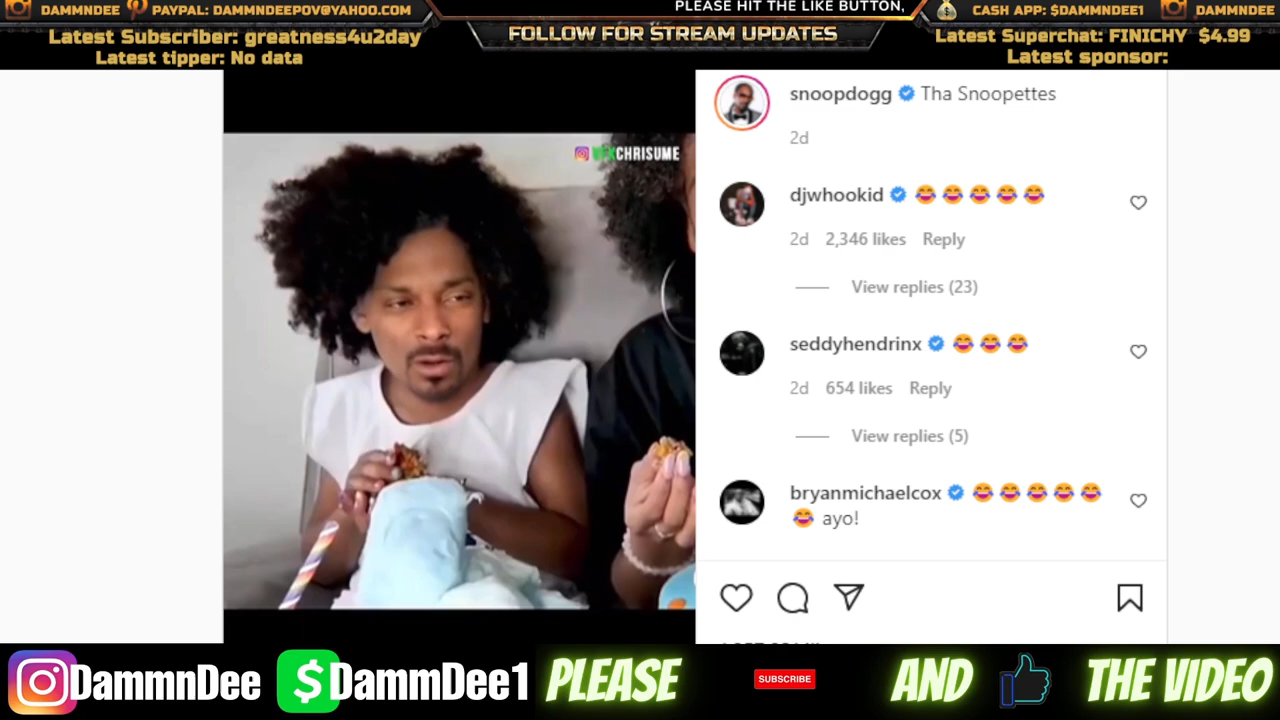 DAMMNDEE
PAYPAL: DAMMNDEEPOV@YAHOO.COM
PLEASE HIT THE LIKE BUTTON,
CASH APP: $DAMMNDEE1
DAMMNDEE
Latest Subscriber: greatness4u2day
Latest tipper: No data
FOLLOW FOR STREAM UPDATES
Latest Superchat: FINICHY $4.99
Latest sponsor:
VFXCHRISUME
snoopdogg Tha Snoopettes
2d
djwhookid 😂😂😂😂😂
2d 2,346 likes Reply
View replies (23)
seddyhendrinx 😂😂😂
2d 654 likes Reply
View replies (5)
bryanmichaelcox 😂😂😂😂😂
😂 ayo!
DammnDee
$DammDee1
PLEASE
SUBSCRIBE
AND
THE VIDEO